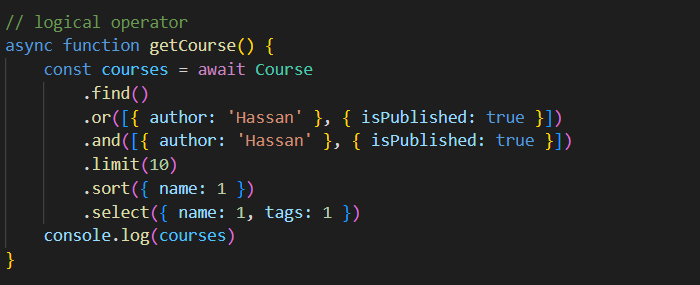 // logical operator
async function getCourse() {
    const courses = await Course
        .find()
        .or([{ author: 'Hassan' }, { isPublished: true }])
        .and([{ author: 'Hassan' }, { isPublished: true }])
        .limit(10)
        .sort({ name: 1 })
        .select({ name: 1, tags: 1 })
    console.log(courses)
}